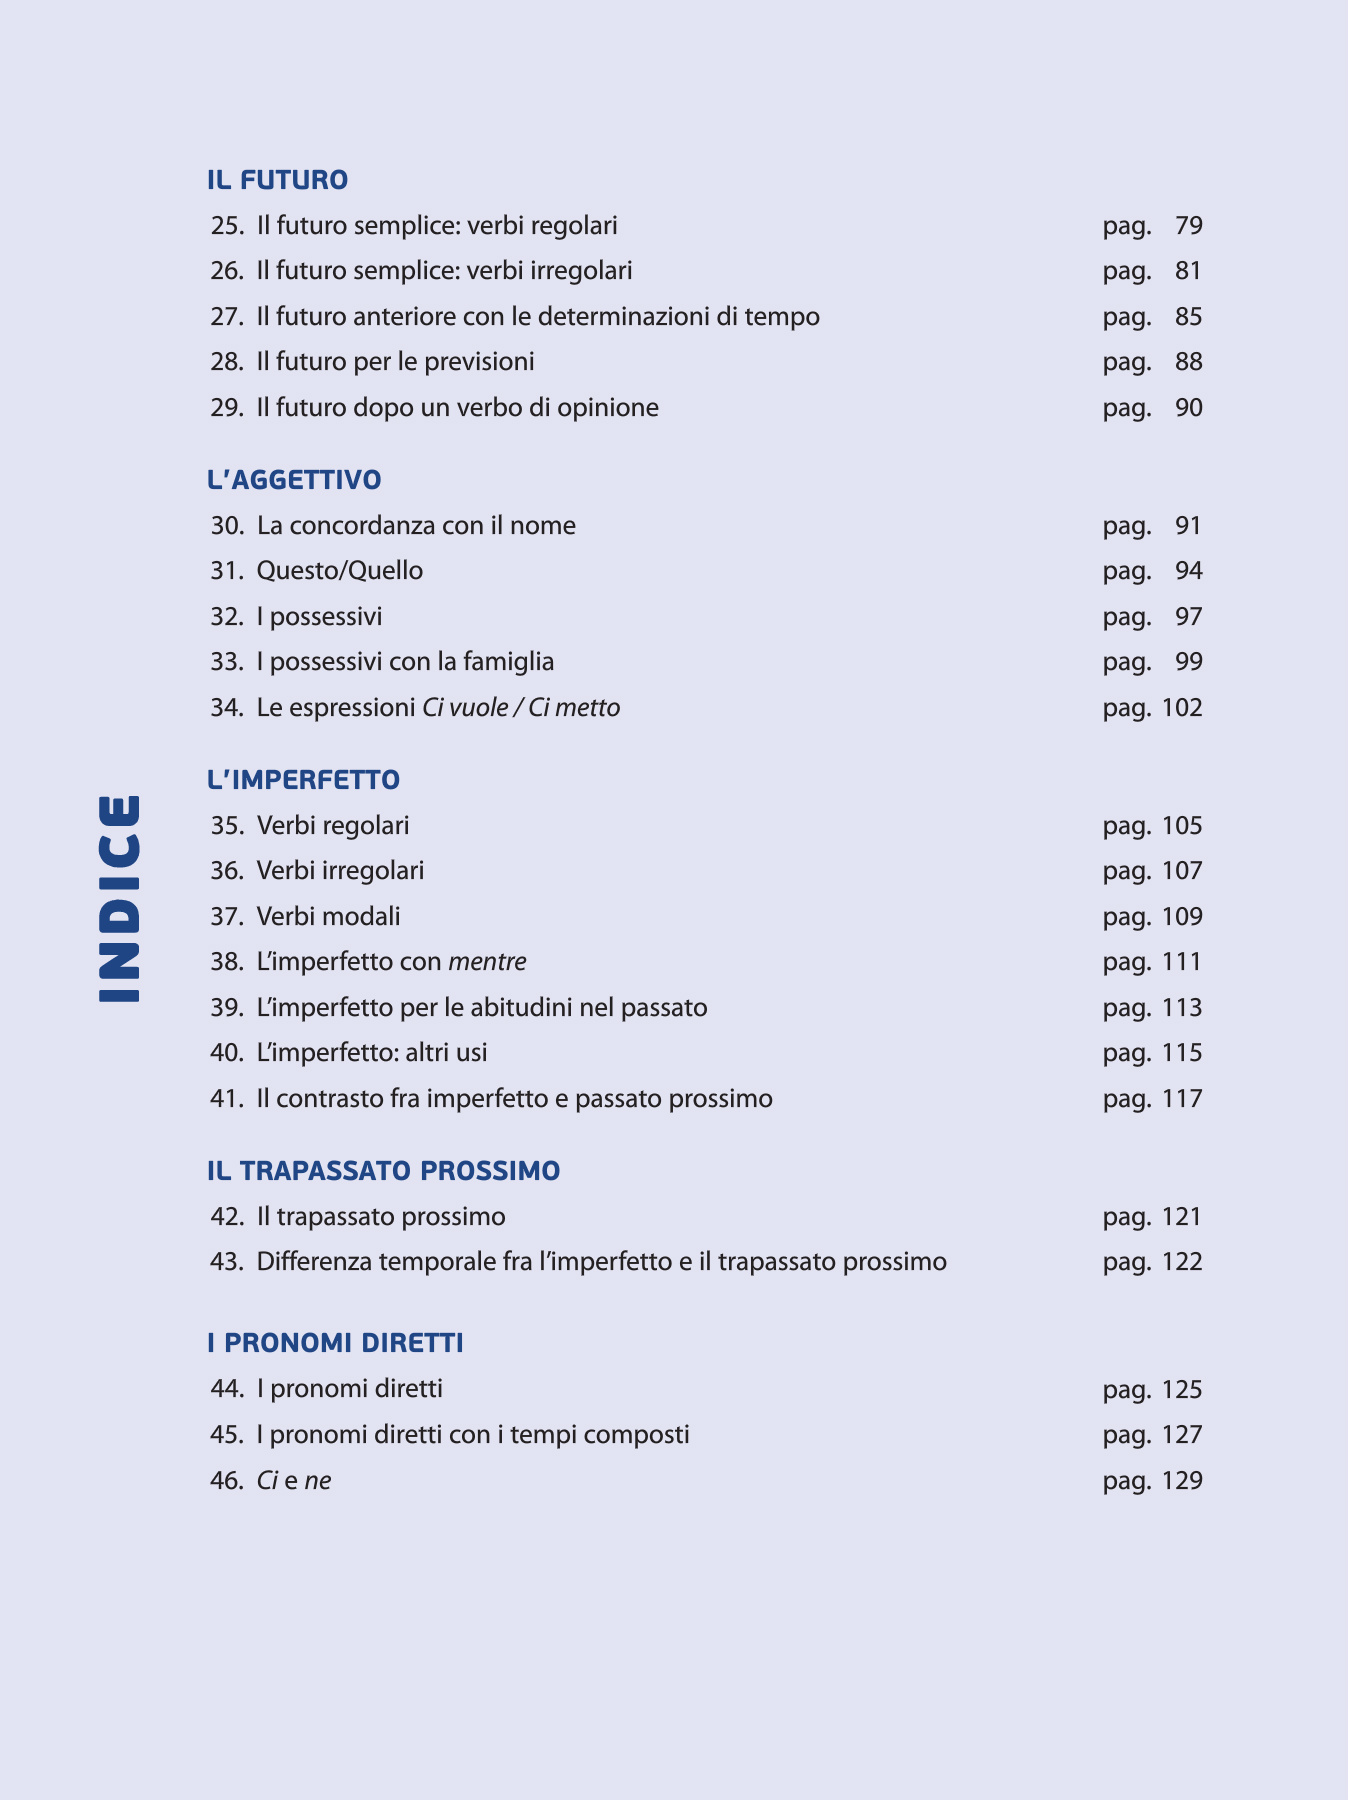 INDICE
IL FUTURO
25. Il futuro semplice: verbi regolari pag. 79
26. Il futuro semplice: verbi irregolari pag. 81
27. Il futuro anteriore con le determinazioni di tempo pag. 85
28. Il futuro per le previsioni pag. 88
29. Il futuro dopo un verbo di opinione pag. 90
L'AGGETTIVO
30. La concordanza con il nome pag. 91
31. Questo/Quello pag. 94
32. I possessivi pag. 97
33. I possessivi con la famiglia pag. 99
34. Le espressioni Ci vuole / Ci metto pag. 102
L'IMPERFETTO
35. Verbi regolari pag. 105
36. Verbi irregolari pag. 107
37. Verbi modali pag. 109
38. L’imperfetto con mentre pag. 111
39. L’imperfetto per le abitudini nel passato pag. 113
40. L’imperfetto: altri usi pag. 115
41. Il contrasto fra imperfetto e passato prossimo pag. 117
IL TRAPASSATO PROSSIMO
42. Il trapassato prossimo pag. 121
43. Differenza temporale fra l’imperfetto e il trapassato prossimo pag. 122
I PRONOMI DIRETTI
44. I pronomi diretti pag. 125
45. I pronomi diretti con i tempi composti pag. 127
46. Ci e ne pag. 129